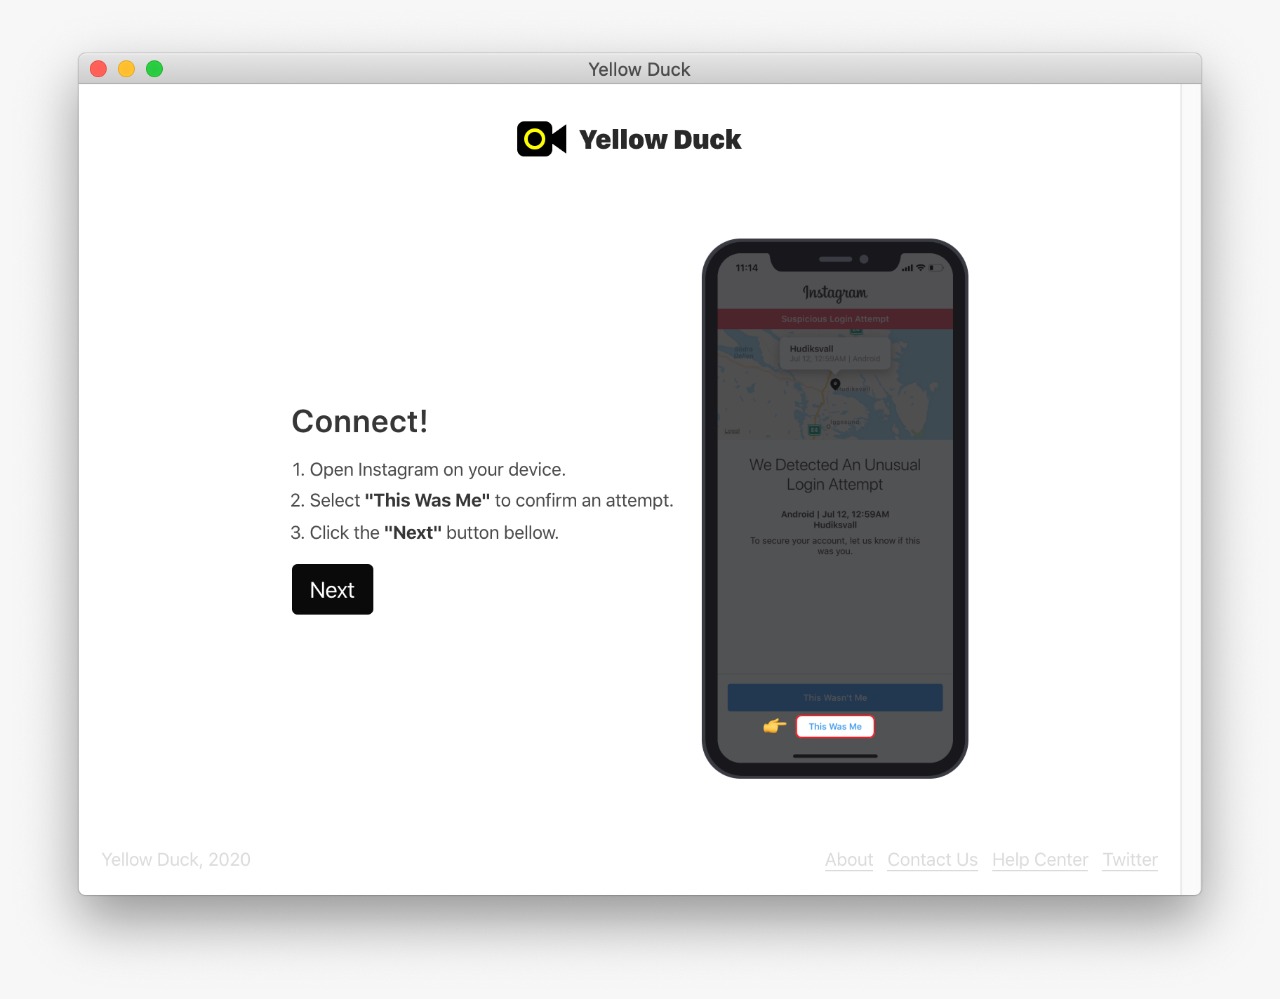 Yellow Duck
Yellow Duck
11:14
Instagram
Suspicious Login Attempt
Hudiksvall
Jul 12, 12:59AM | Android
Hudiksvall
Iggesund
We Detected An Unusual
Login Attempt
Android | Jul 12, 12:59AM
Hudiksvall
To secure your account, let us know if this
was you.
This Wasn't Me
This Was Me
Connect!
1. Open Instagram on your device.
2. Select "This Was Me" to confirm an attempt.
3. Click the "Next" button bellow.
Next
Yellow Duck, 2020
About Contact Us Help Center Twitter